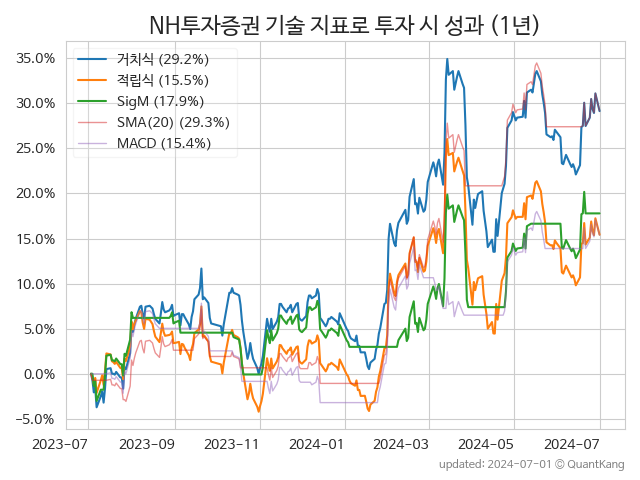 NH투자증권 기술 지표로 투자 시 성과 (1년)
35.0%
30.0%
25.0%
20.0%
15.0%
10.0%
5.0%
0.0%
−5.0%
거치식 (29.2%)
적립식 (15.5%)
SigM (17.9%)
SMA(20) (29.3%)
MACD (15.4%)
2023-07 2023-09 2023-11 2024-01 2024-03 2024-05 2024-07
updated: 2024-07-01 © QuantKang